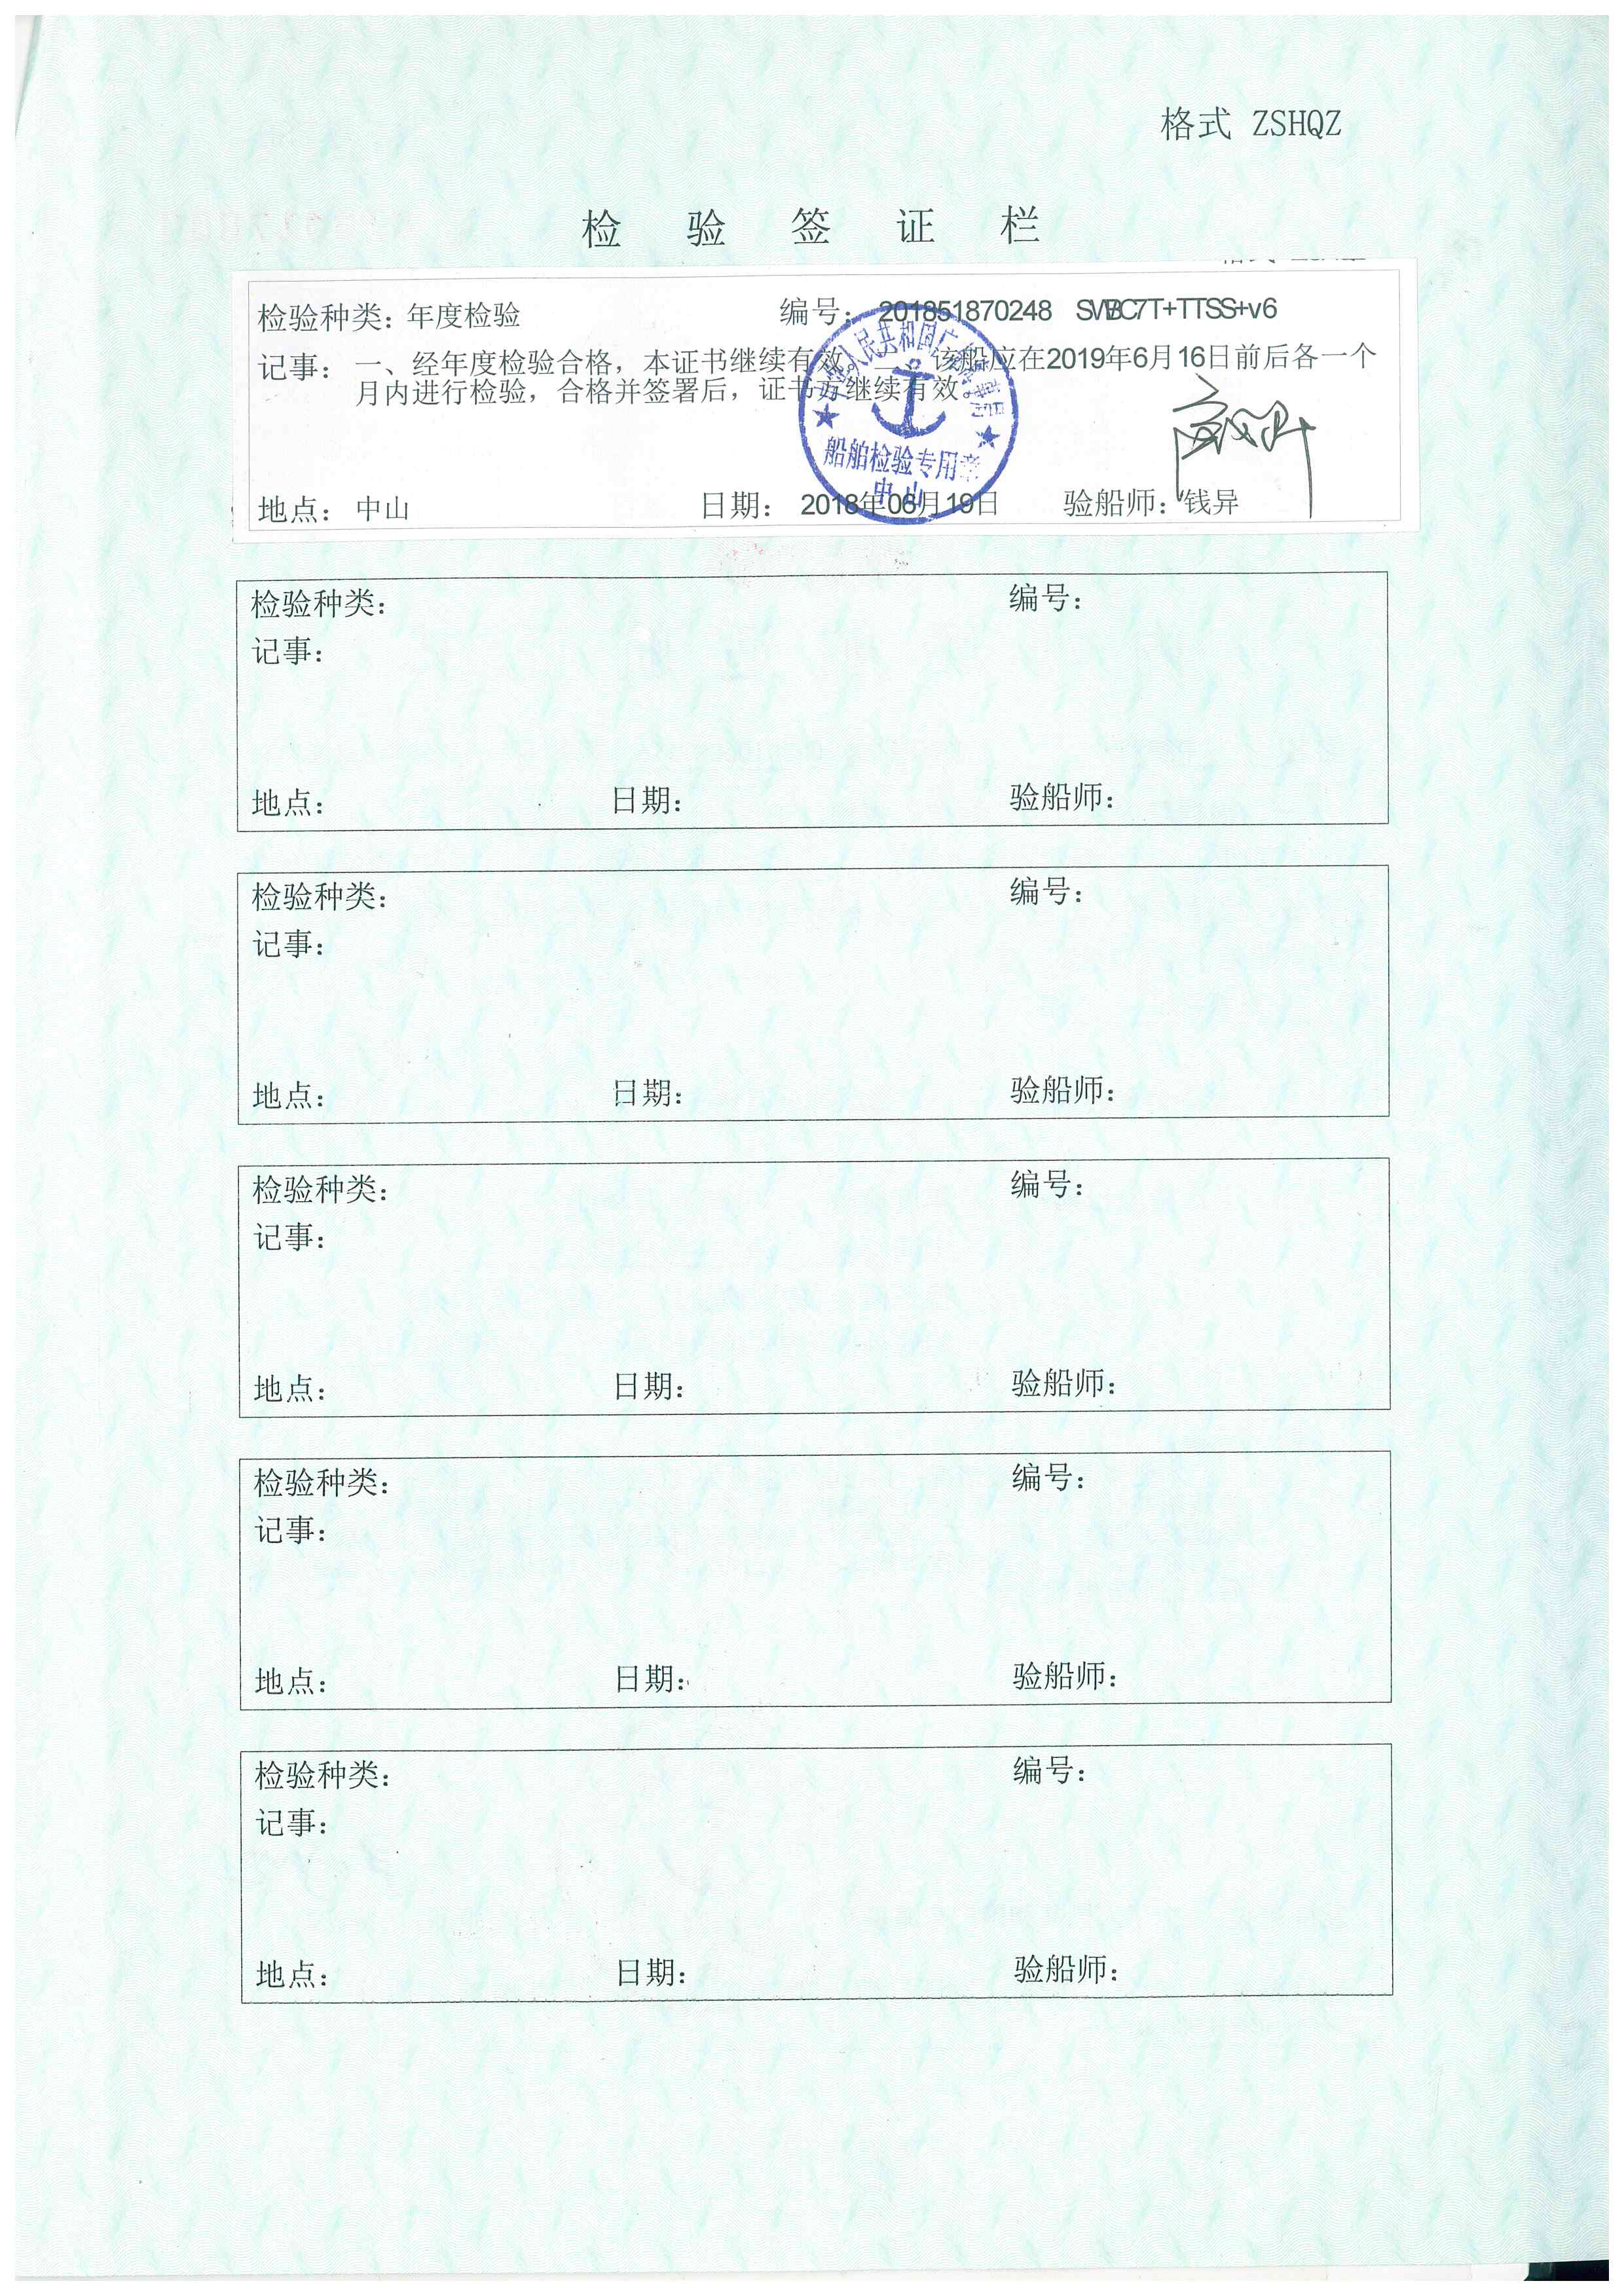 格式 ZSHQZ
检 验 签 证 栏
检验种类: 年度检验 编号: 201851870248 SWBC7T+TTSS+v6
记事: 一、经年度检验合格，本证书继续有效。二、该船应在2019年6月16日前后各一个
月内进行检验，合格并签署后，证书方继续有效。
中华人民共和国广东海事局
船舶检验专用章
中山
地点: 中山 日期: 2018年06月19日 验船师: 钱异
检验种类: 编号:
记事:
地点: 日期: 验船师:
检验种类: 编号:
记事:
地点: 日期: 验船师:
检验种类: 编号:
记事:
地点: 日期: 验船师:
检验种类: 编号:
记事:
地点: 日期: 验船师:
检验种类: 编号:
记事:
地点: 日期: 验船师: